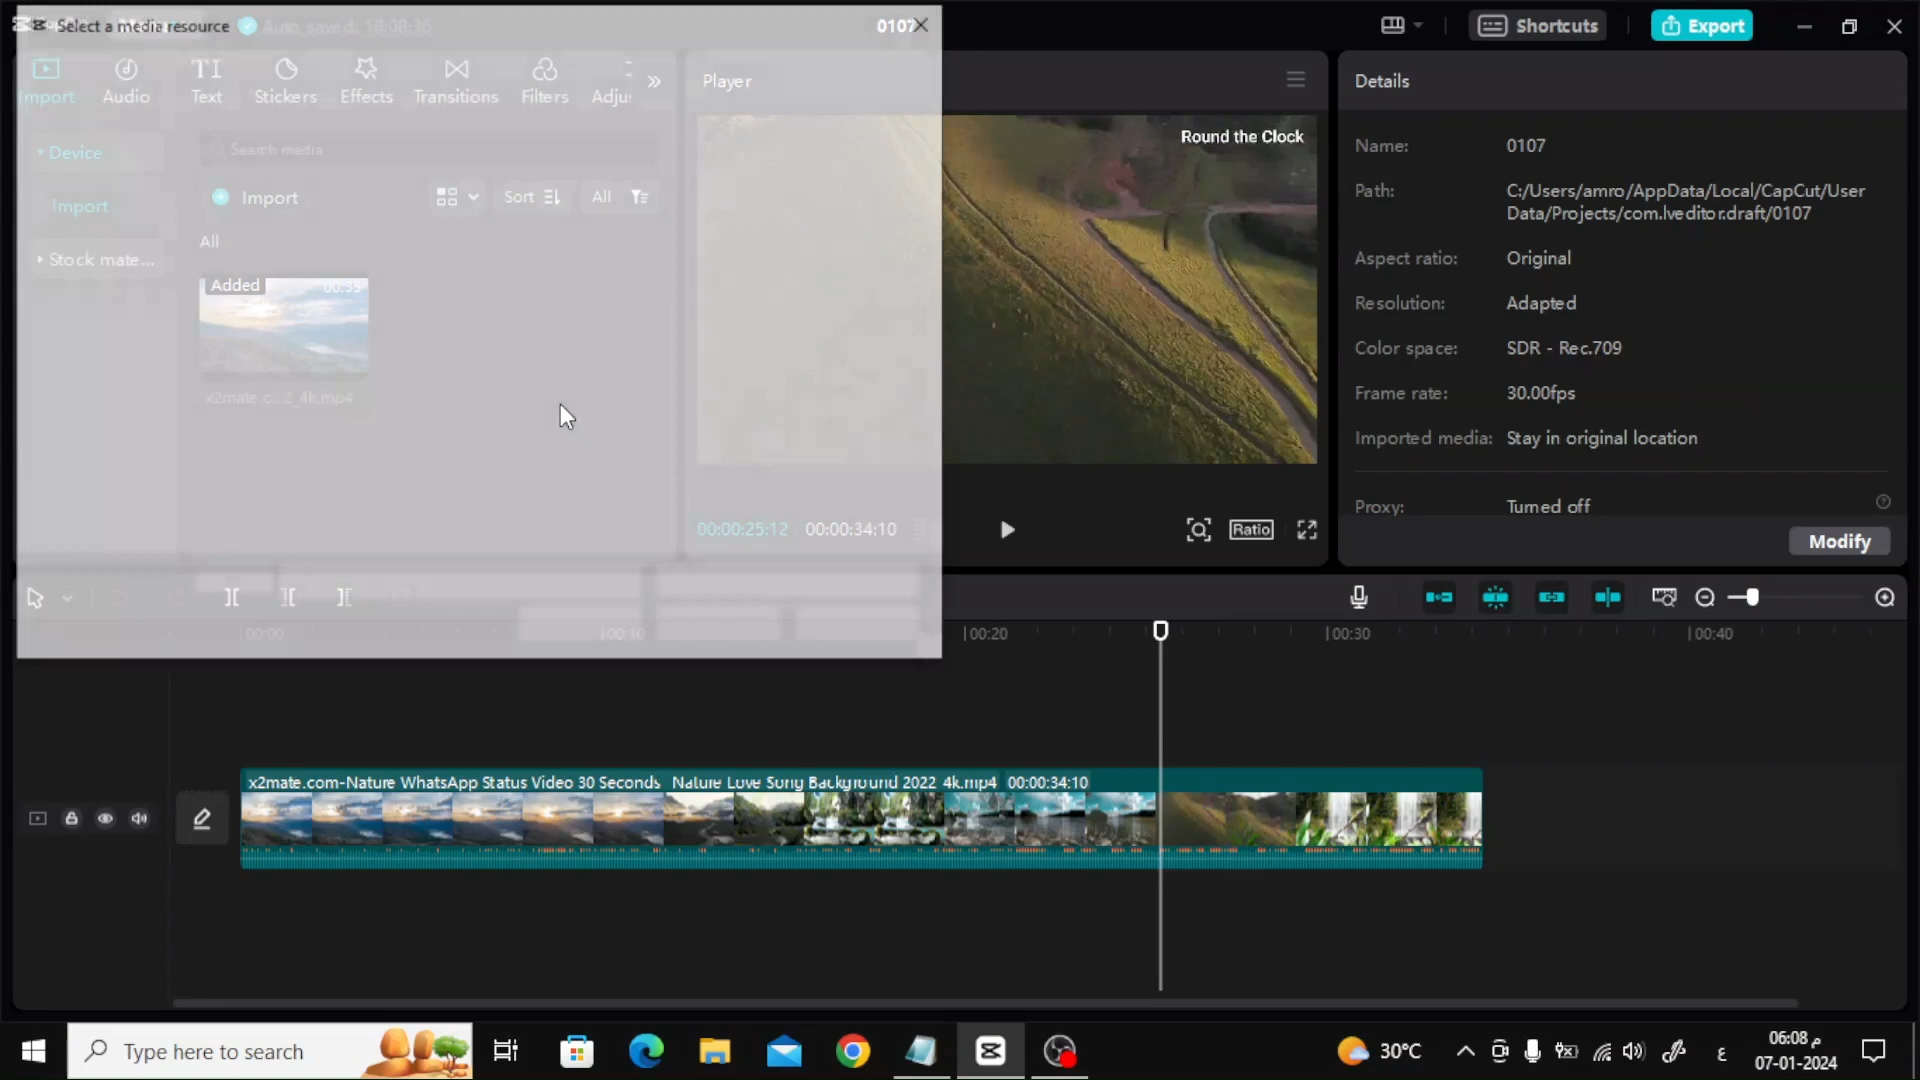 Select a media resource
Auto saved: 18:08:36
0107
Shortcuts
Export
Import
Audio
Text
Stickers
Effects
Transitions
Filters
Player
Details
Device
Search media
Import
Import
Sort
All
Stock mate...
All
Added
00:35
x2mate.c...2_4k.mp4
Round the Clock
Name: 0107
Path: C:/Users/amro/AppData/Local/CapCut/User
Data/Projects/com.lveditor.draft/0107
Aspect ratio: Original
Resolution: Adapted
Color space: SDR - Rec.709
Frame rate: 30.00fps
Imported media: Stay in original location
Proxy: Turned off
Modify
00:00:25:12 00:00:34:10
Ratio
00:00
00:10
00:20
00:30
00:40
x2mate.com-Nature WhatsApp Status Video 30 Seconds Nature Love Song Background 2022_4k.mp4 00:00:34:10
Type here to search
30°C
ع
06:08 م
07-01-2024